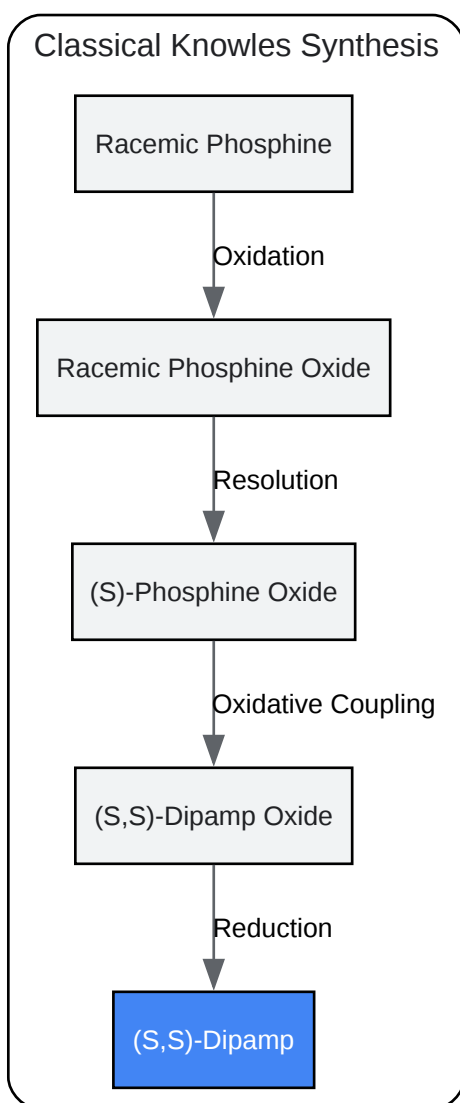 Classical Knowles Synthesis
Racemic Phosphine
Oxidation
Racemic Phosphine Oxide
Resolution
(S)-Phosphine Oxide
Oxidative Coupling
(S,S)-Dipamp Oxide
Reduction
(S,S)-Dipamp